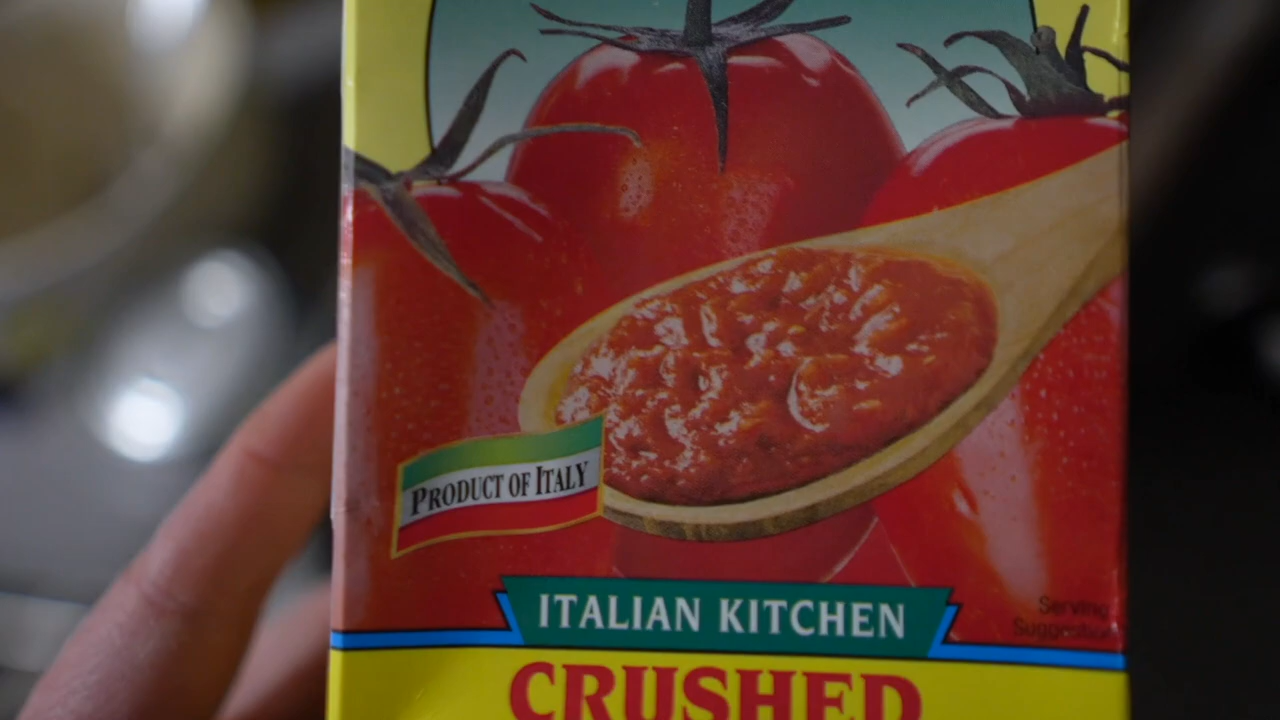 PRODUCT OF ITALY
ITALIAN KITCHEN
Serving
Suggestion
CRUSHED